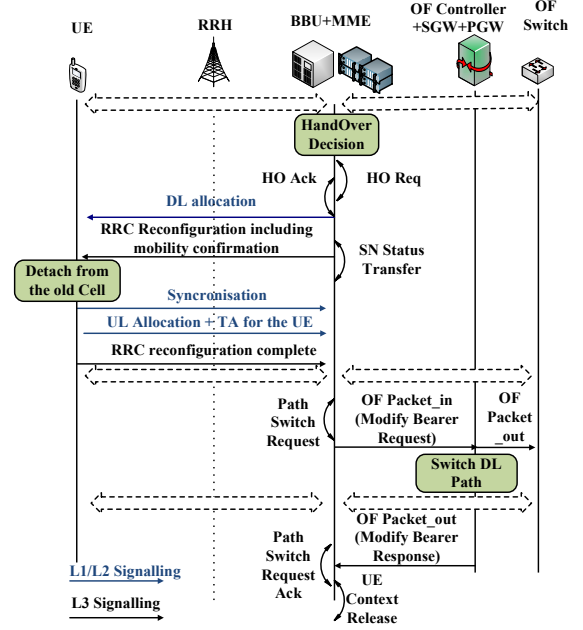 UE
RRH
BBU+MME
OF Controller
+SGW+PGW
OF
Switch
HandOver
Decision
HO Ack
HO Req
DL allocation
RRC Reconfiguration including
mobility confirmation
SN Status
Transfer
Detach from
the old Cell
Syncronisation
UL Allocation + TA for the UE
RRC reconfiguration complete
Path
Switch
Request
OF Packet_in
(Modify Bearer
Request)
OF
Packet
_out
Switch DL
Path
OF Packet_out
(Modify Bearer
Response)
Path
Switch
Request
Ack
UE
Context
Release
L1/L2 Signalling
L3 Signalling